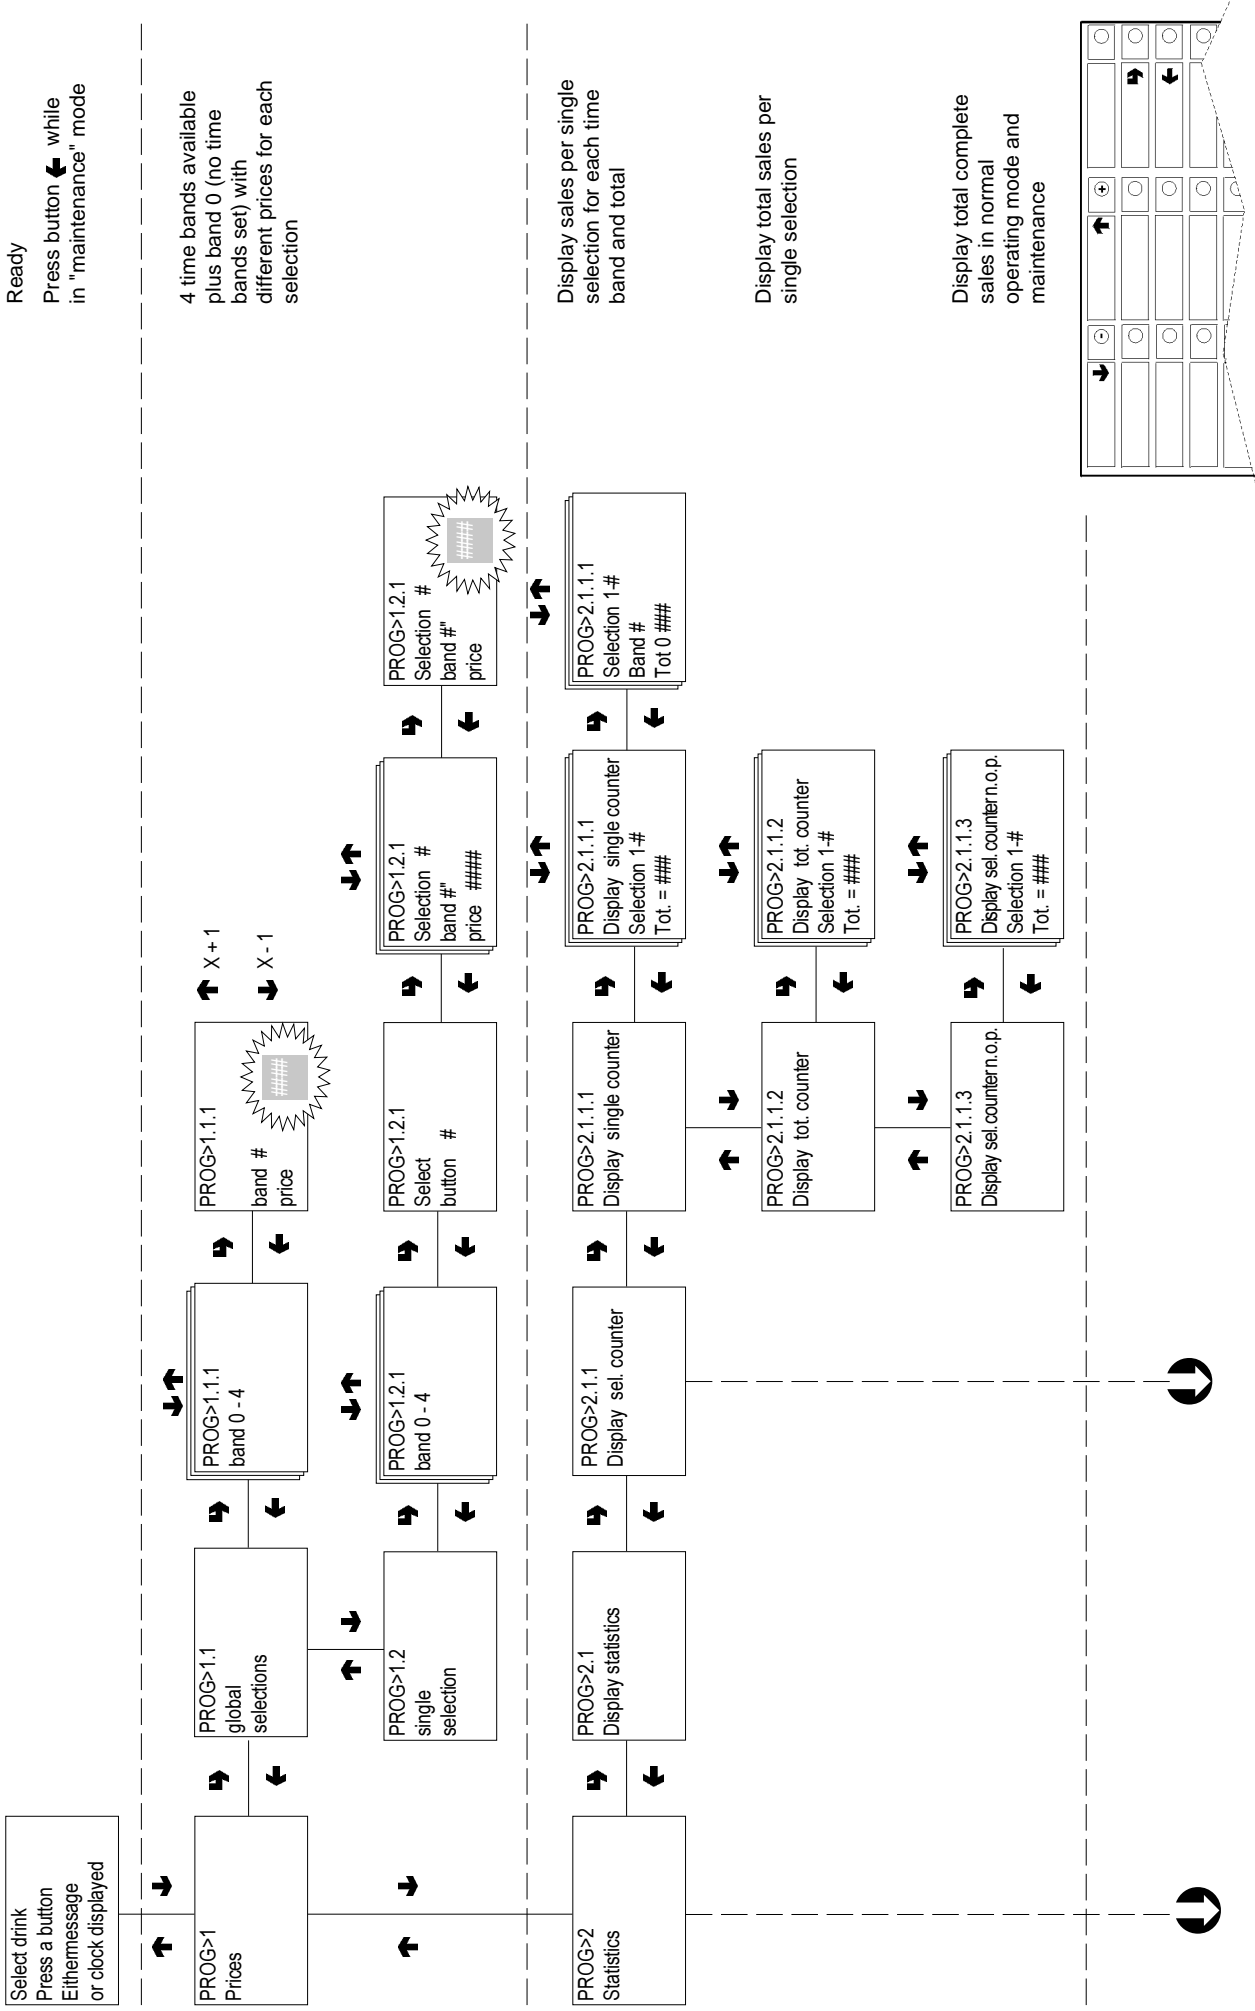 Select drink
Press a button
Eithermessage
or clock displayed
Ready
Press button while
in "maintenance" mode
PROG>1
Prices
PROG>1.1
global
selections
PROG>1.1.1
band 0 - 4
PROG>1.1.1
band #
price
####
X + 1
X - 1
4 time bands available
plus band 0 (no time
bands set) with
different prices for each
selection
PROG>1.2
single
selection
PROG>1.2.1
band 0 - 4
PROG>1.2.1
Select
button #
PROG>1.2.1
Selection #
band #"
price ####
PROG>1.2.1
Selection #
band #"
price
####
PROG>2
Statistics
PROG>2.1
Display statistics
PROG>2.1.1
Display sel. counter
PROG>2.1.1.1
Display single counter
PROG>2.1.1.1
Display single counter
Selection 1-#
Tot. = ###
PROG>2.1.1.1
Selection 1-#
Band #
Tot 0 ###
Display sales per single
selection for each time
band and total
PROG>2.1.1.2
Display tot. counter
PROG>2.1.1.2
Display tot. counter
Selection 1-#
Tot. = ###
Display total sales per
single selection
PROG>2.1.1.3
Display sel. countern.o.p.
PROG>2.1.1.3
Display sel. countern.o.p.
Selection 1-#
Tot. = ###
Display total complete
sales in normal
operating mode and
maintenance
-
+